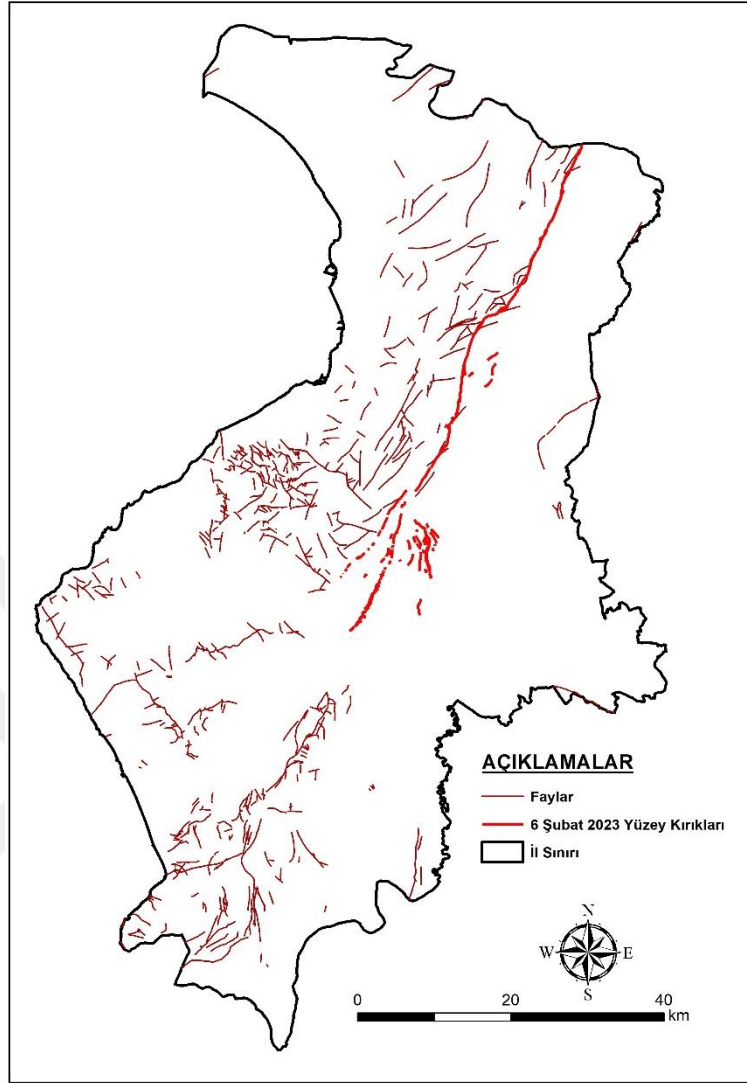 AÇIKLAMALAR
Faylar
6 Şubat 2023 Yüzey Kırıkları
İl Sınırı
N
W E
S
0 20 40
km